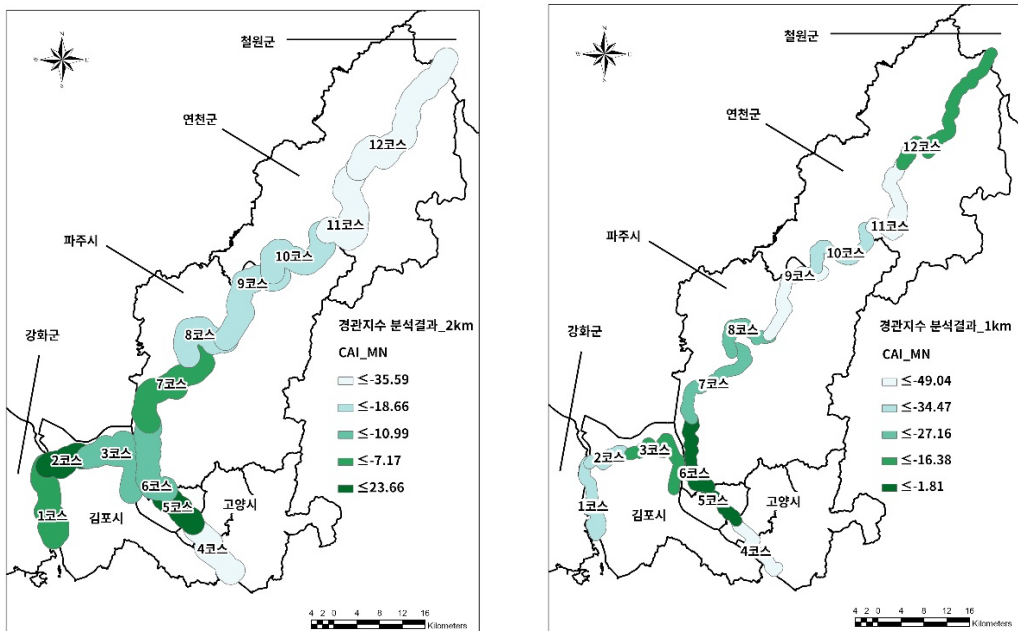 철원군
연천군
12코스
11코스
파주시
10코스
9코스
강화군
8코스
경관지수 분석결과_2km
CAI_MN
≤-35.59
≤-18.66
≤-10.99
≤-7.17
≤23.66
7코스
2코스
3코스
6코스
5코스
고양시
1코스
김포시
4코스
4 2 0 4 8 12 16
Kilometers
철원군
연천군
12코스
11코스
파주시
10코스
9코스
강화군
8코스
경관지수 분석결과_1km
CAI_MN
≤-49.04
≤-34.47
≤-27.16
≤-16.38
≤-1.81
7코스
2코스
3코스
6코스
5코스
고양시
1코스
김포시
4코스
4 2 0 4 8 12 16
Kilometers